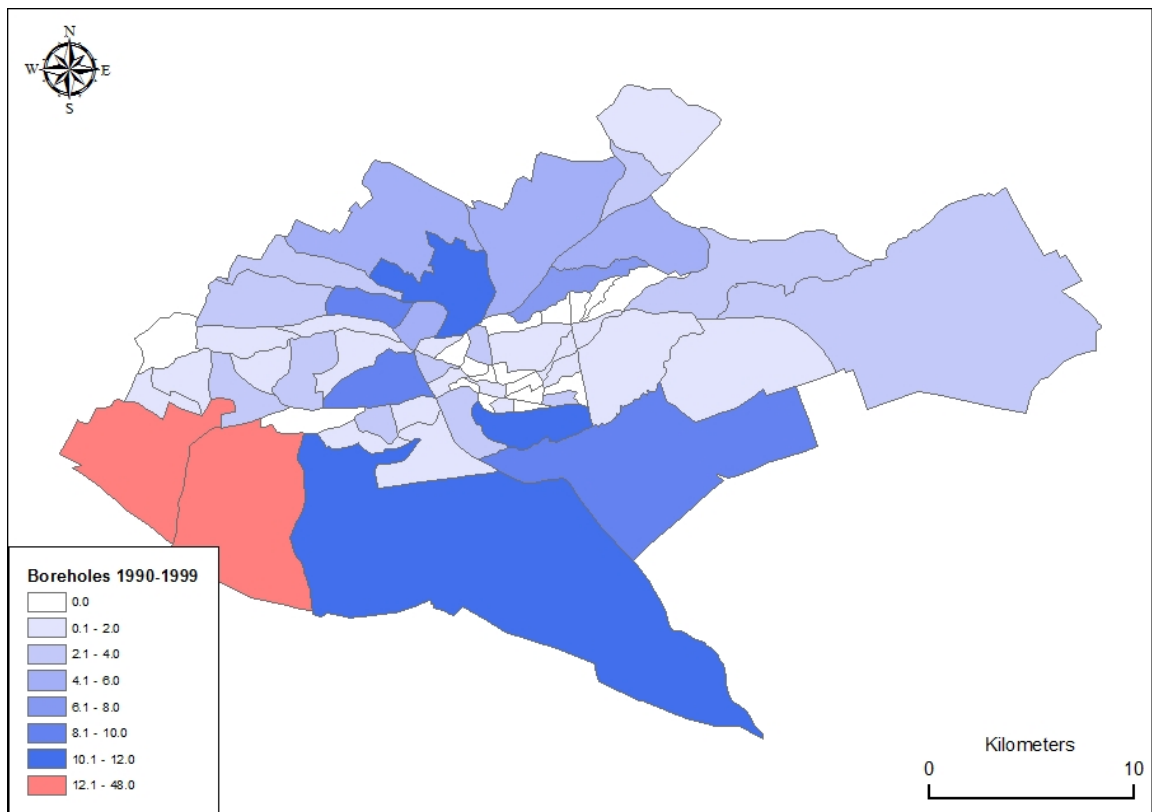 N
W E
S
Boreholes 1990-1999
0.0
0.1 - 2.0
2.1 - 4.0
4.1 - 6.0
6.1 - 8.0
8.1 - 10.0
10.1 - 12.0
12.1 - 48.0
Kilometers
0 10